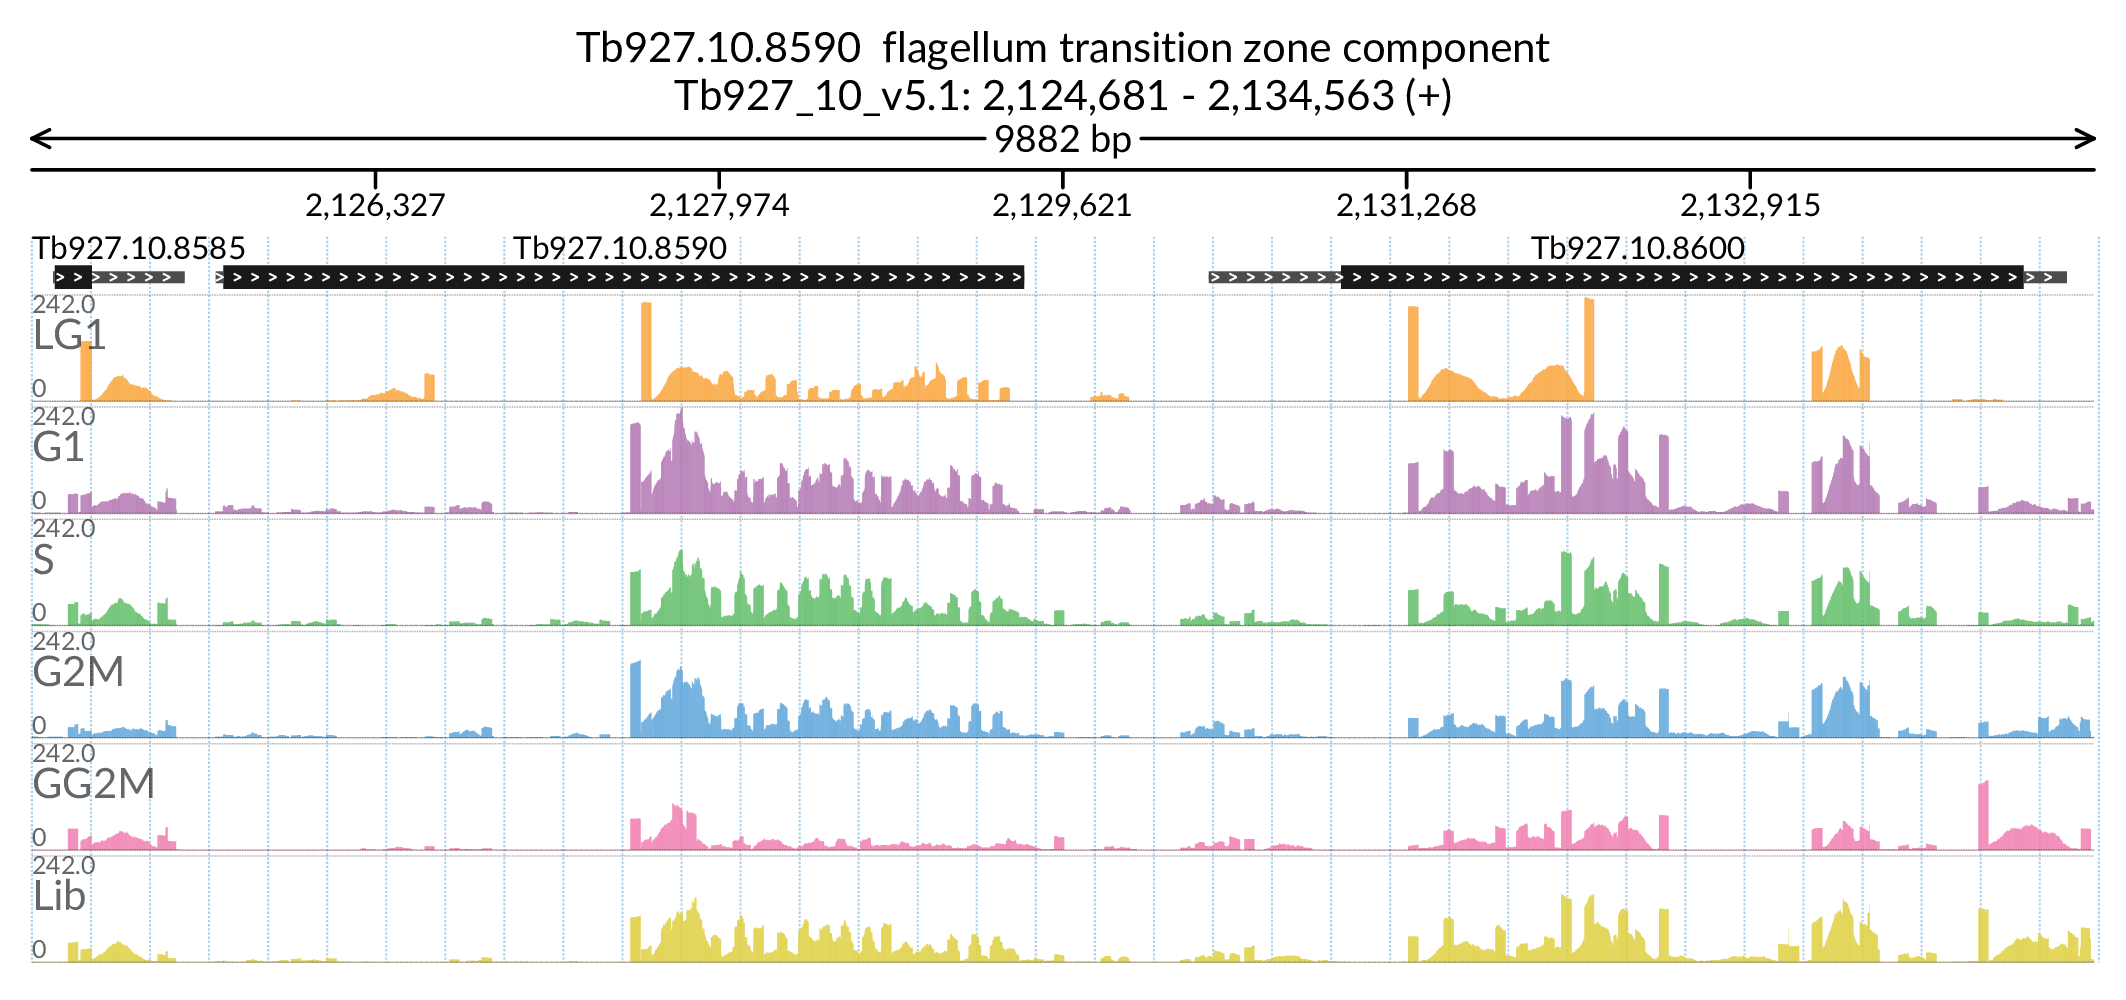 Tb927.10.8590  flagellum transition zone component
Tb927_10_v5.1: 2,124,681 - 2,134,563 (+)
9882 bp
2,126,327 2,127,974 2,129,621 2,131,268 2,132,915
Tb927.10.8585 Tb927.10.8590 Tb927.10.8600
242.0
LG1
0
242.0
G1
0
242.0
S
0
242.0
G2M
0
242.0
GG2M
0
242.0
Lib
0